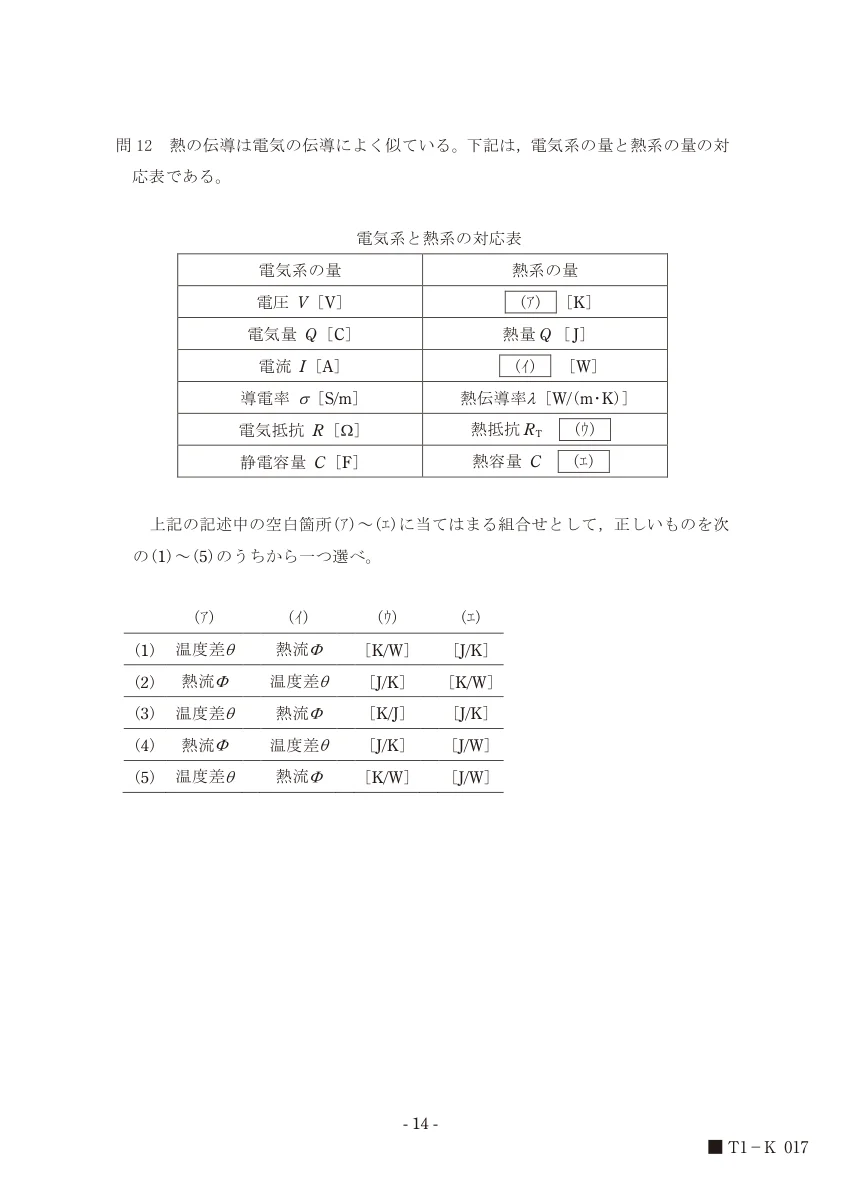 問 12　熱の伝導は電気の伝導によく似ている。下記は，電気系の量と熱系の量の対
応表である。
電気系と熱系の対応表
電気系の量　熱系の量
電圧 V［V］　(ｱ)［K］
電気量 Q［C］　熱量 Q［J］
電流 I［A］　(ｲ)［W］
導電率 σ［S/m］　熱伝導率λ［W/(m･K)］
電気抵抗 R［Ω］　熱抵抗 RT　(ｳ)
静電容量 C［F］　熱容量 C　(ｴ)
上記の記述中の空白箇所(ｱ)～(ｴ)に当てはまる組合せとして，正しいものを次
の(1)～(5)のうちから一つ選べ。
(ｱ)　(ｲ)　(ｳ)　(ｴ)
(1)　温度差θ　熱流Φ　［K/W］　［J/K］
(2)　熱流Φ　温度差θ　［J/K］　［K/W］
(3)　温度差θ　熱流Φ　［K/J］　［J/K］
(4)　熱流Φ　温度差θ　［J/K］　［J/W］
(5)　温度差θ　熱流Φ　［K/W］　［J/W］
- 14 -
■ T1－K 017